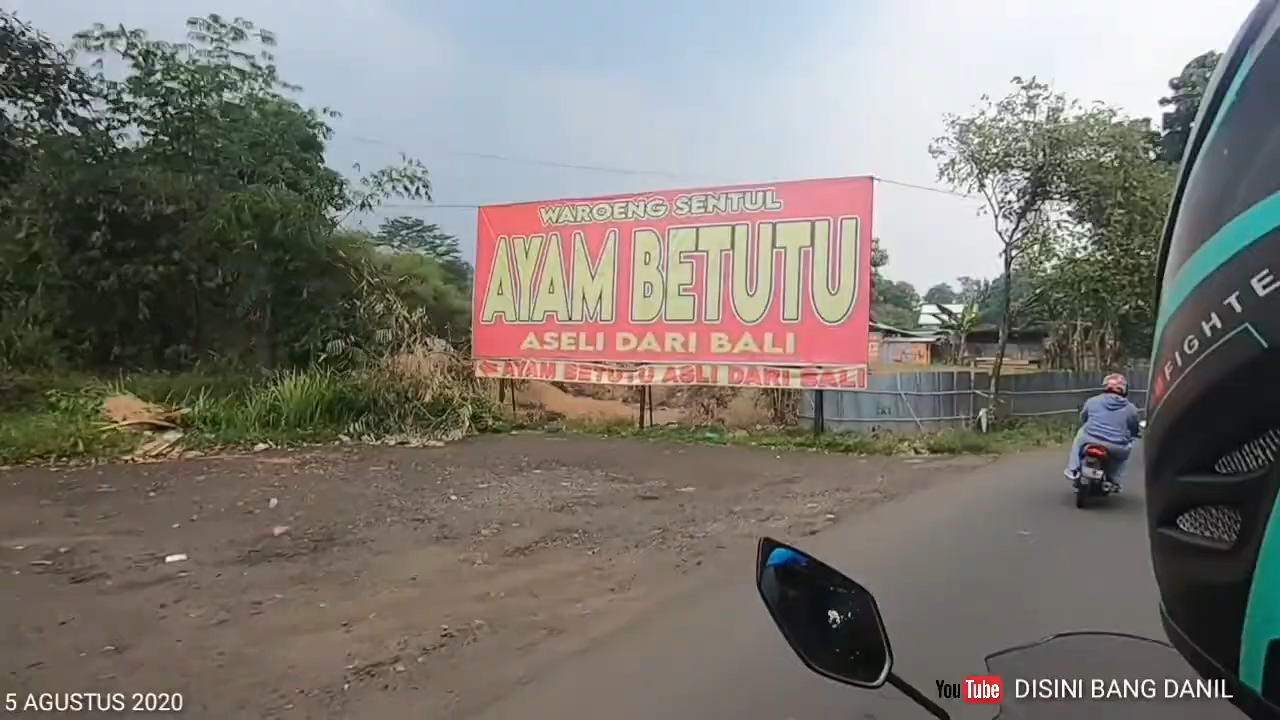 WAROENG SENTUL
AYAM BETUTU
ASELI DARI BALI
AYAM BETUTU ASLI DARI BALI
FIGHTE
5 AGUSTUS 2020
YouTube DISINI BANG DANIL